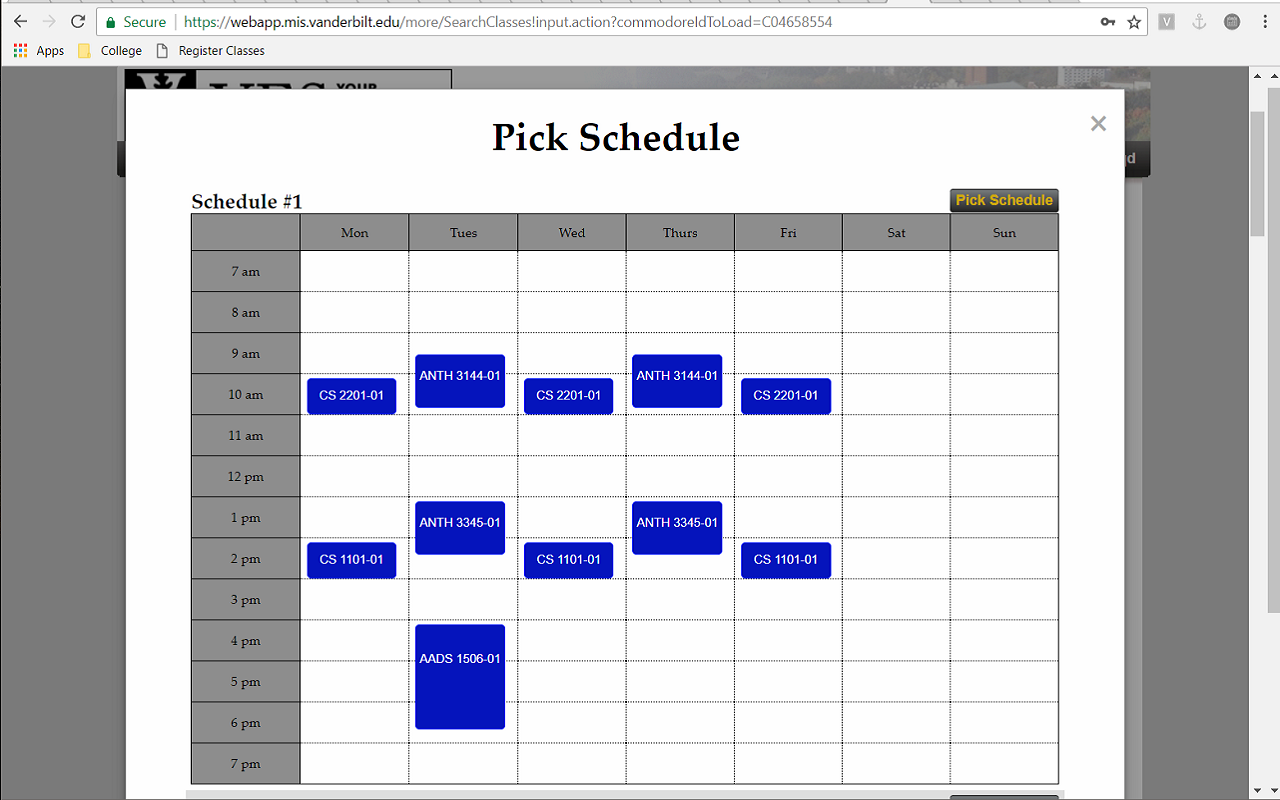 Secure | https://webapp.mis.vanderbilt.edu/more/SearchClasses!input.action?commodoreIdToLoad=C04658554
V
Apps College Register Classes
YOUR
Pick Schedule ×
Schedule #1 Pick Schedule
Mon Tues Wed Thurs Fri Sat Sun
7 am
8 am
9 am
ANTH 3144-01 ANTH 3144-01
10 am CS 2201-01 CS 2201-01 CS 2201-01
11 am
12 pm
1 pm
ANTH 3345-01 ANTH 3345-01
2 pm CS 1101-01 CS 1101-01 CS 1101-01
3 pm
4 pm
AADS 1506-01
5 pm
6 pm
7 pm